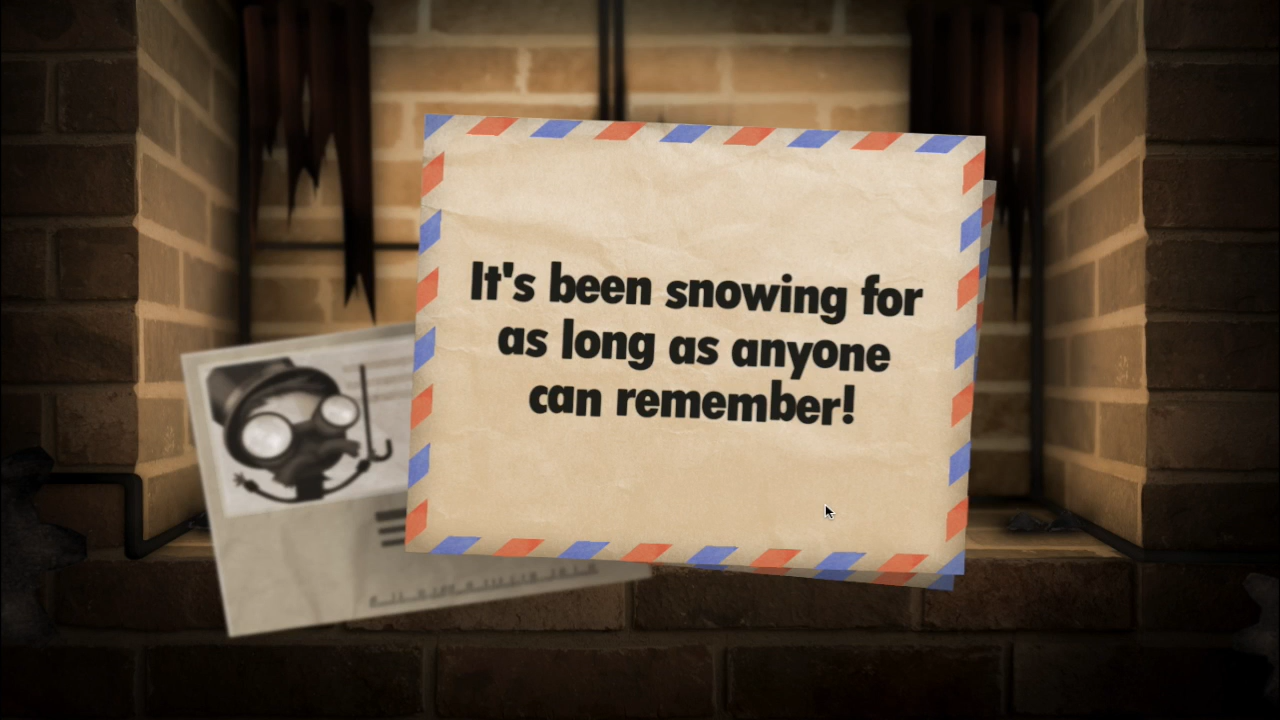 It's been snowing for
as long as anyone
can remember!